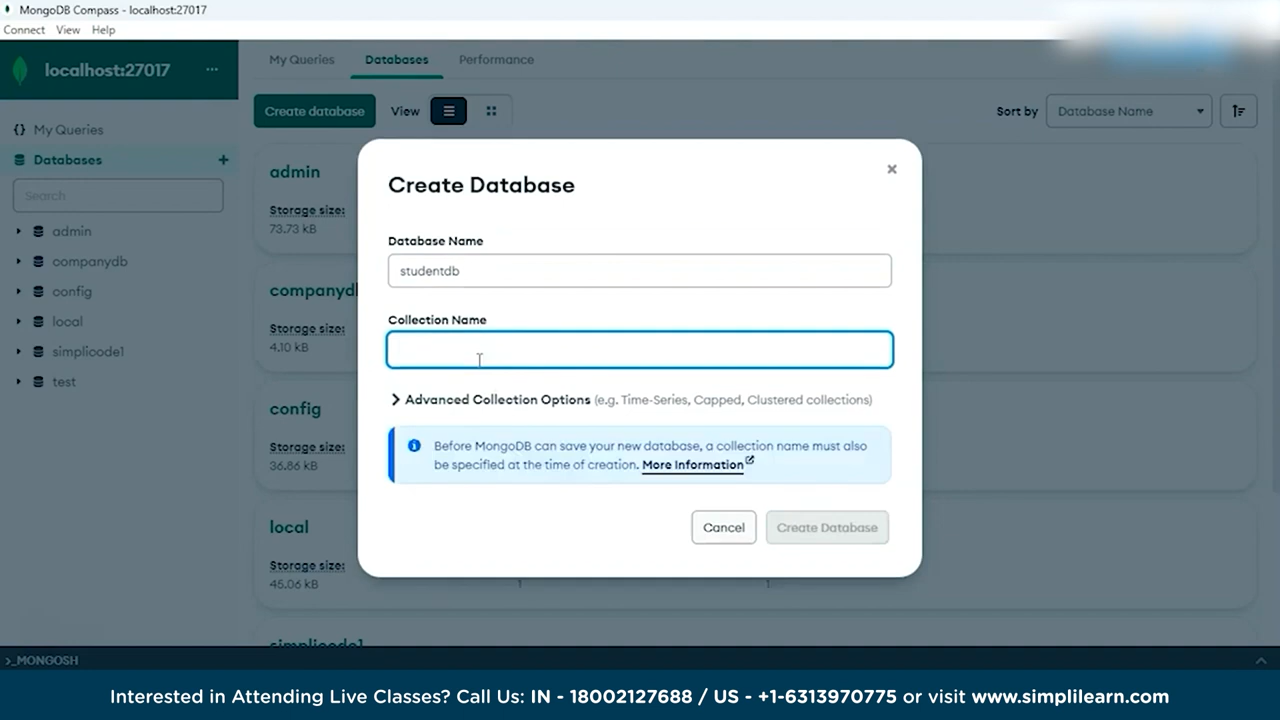 MongoDB Compass - localhost:27017
Connect View Help
localhost:27017 ...
My Queries Databases Performance
Create database View Sort by Database Name
{} My Queries
Databases +
Search
admin
companydb
config
local
simplicode1
test
admin
Storage size:
73.73 kB
companyd
Storage size:
4.10 kB
config
Storage size:
36.86 kB
local
Storage size:
45.06 kB 1 1
simplicode1
Create Database
Database Name
studentdb
Collection Name
Advanced Collection Options (e.g. Time-Series, Capped, Clustered collections)
Before MongoDB can save your new database, a collection name must also
be specified at the time of creation. More Information
Cancel Create Database
>_MONGOSH
Interested in Attending Live Classes? Call Us: IN - 18002127688 / US - +1-6313970775 or visit www.simplilearn.com